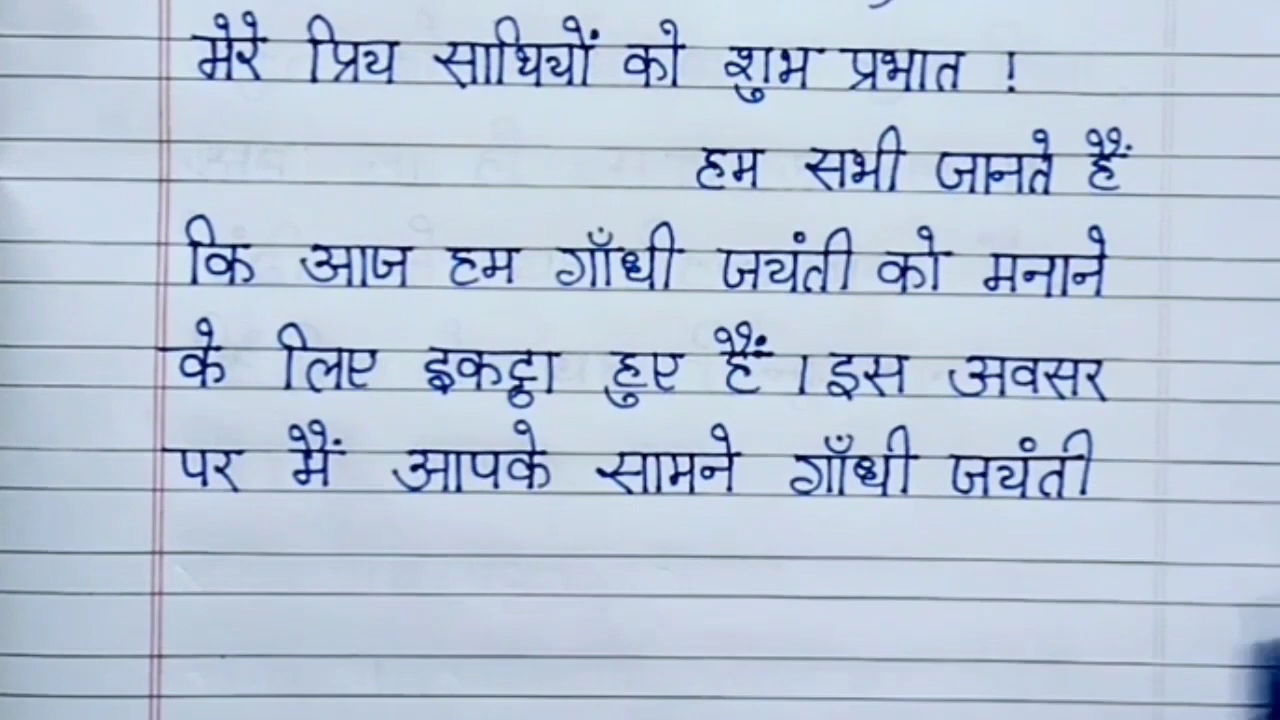 मेरे प्रिय साथियों को शुभ प्रभात !
हम सभी जानते हैं
कि आज हम गाँधी जयंती को मनाने
के लिए इकट्ठा हुए हैं । इस अवसर
पर मैं आपके सामने गाँधी जयंती